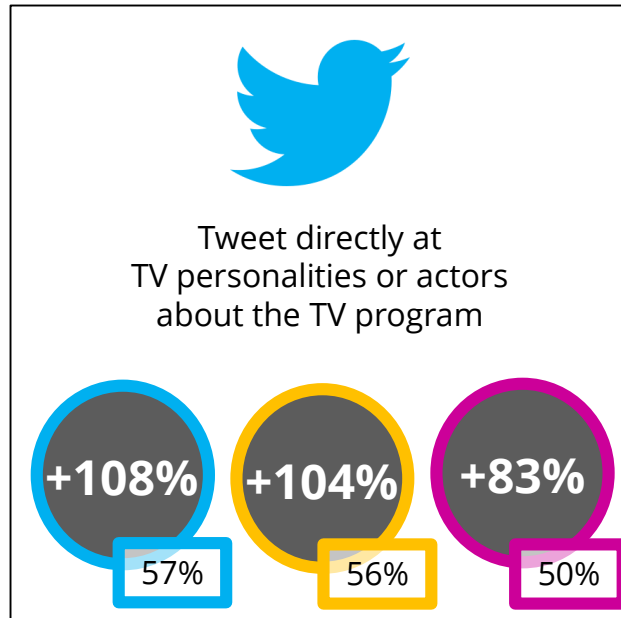 Tweet directly at
TV personalities or actors
about the TV program
+108%
+104%
+83%
57%
56%
50%